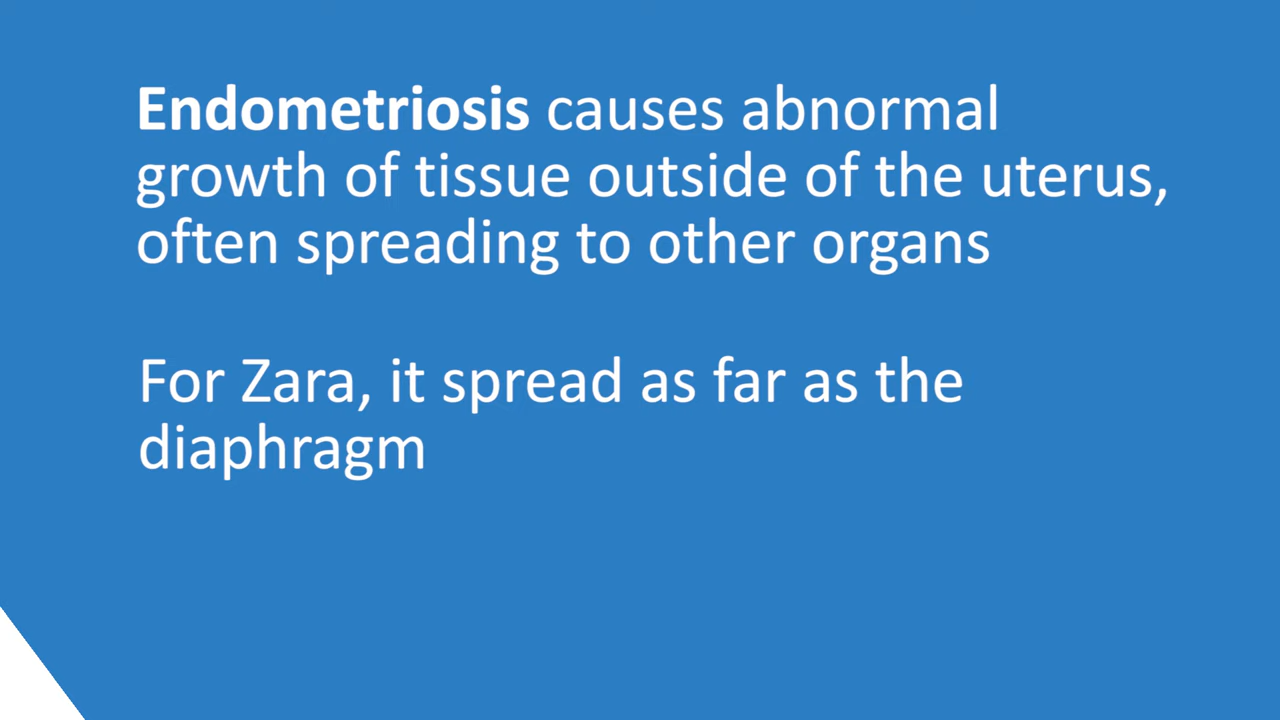 Endometriosis causes abnormal
growth of tissue outside of the uterus,
often spreading to other organs
For Zara, it spread as far as the
diaphragm